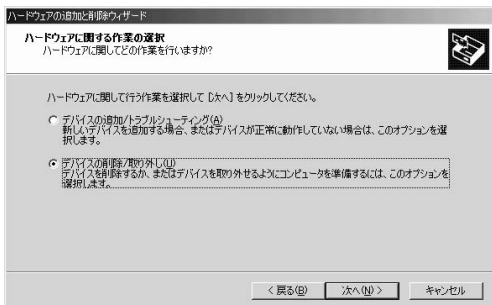 ハードウェアの追加と削除ウィザード
ハードウェアに関する作業の選択
ハードウェアに関してどの作業を行いますか?
ハードウェアに関して行う作業を選択して [次へ] をクリックしてください。
デバイスの追加/トラブルシューティング(A)
新しいデバイスを追加する場合、またはデバイスが正常に動作していない場合は、このオプションを選
択します。
デバイスの削除/取り外し(U)
デバイスを削除するか、またはデバイスを取り外せるようにコンピュータを準備するには、このオプションを
選択します。
< 戻る(B)
次へ(N) >
キャンセル